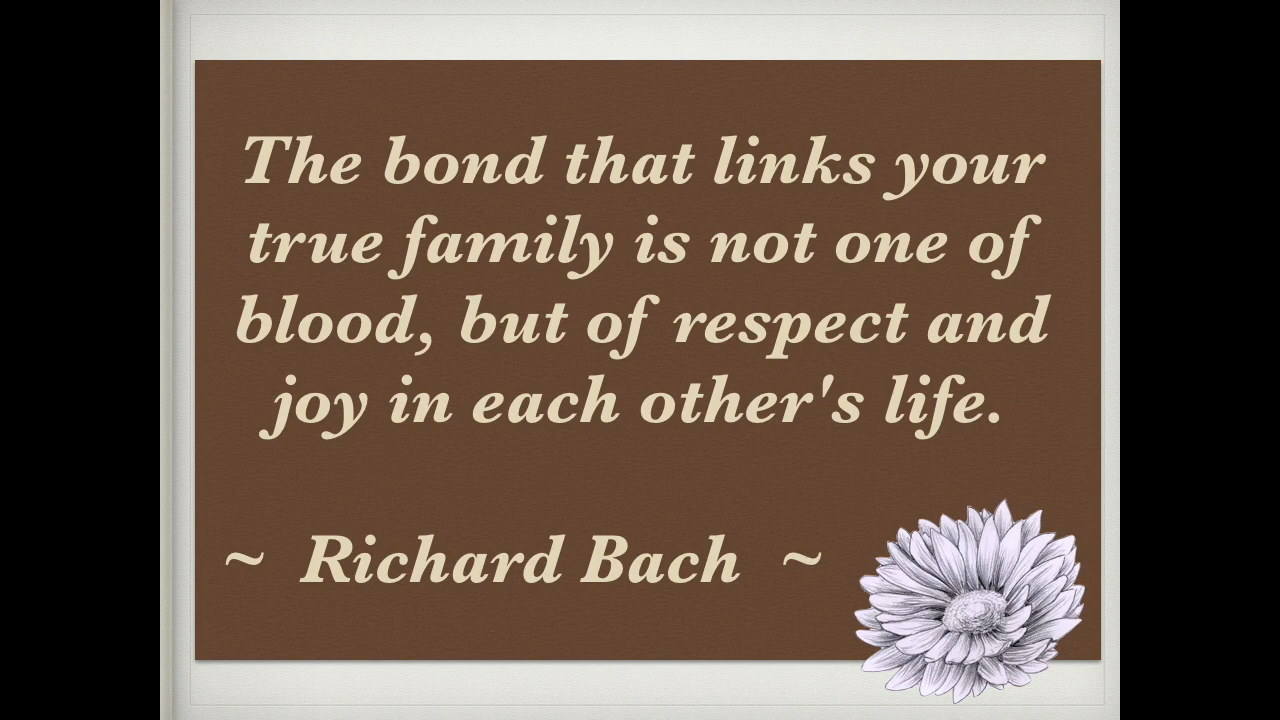 The bond that links your
true family is not one of
blood, but of respect and
joy in each other's life.
~ Richard Bach ~